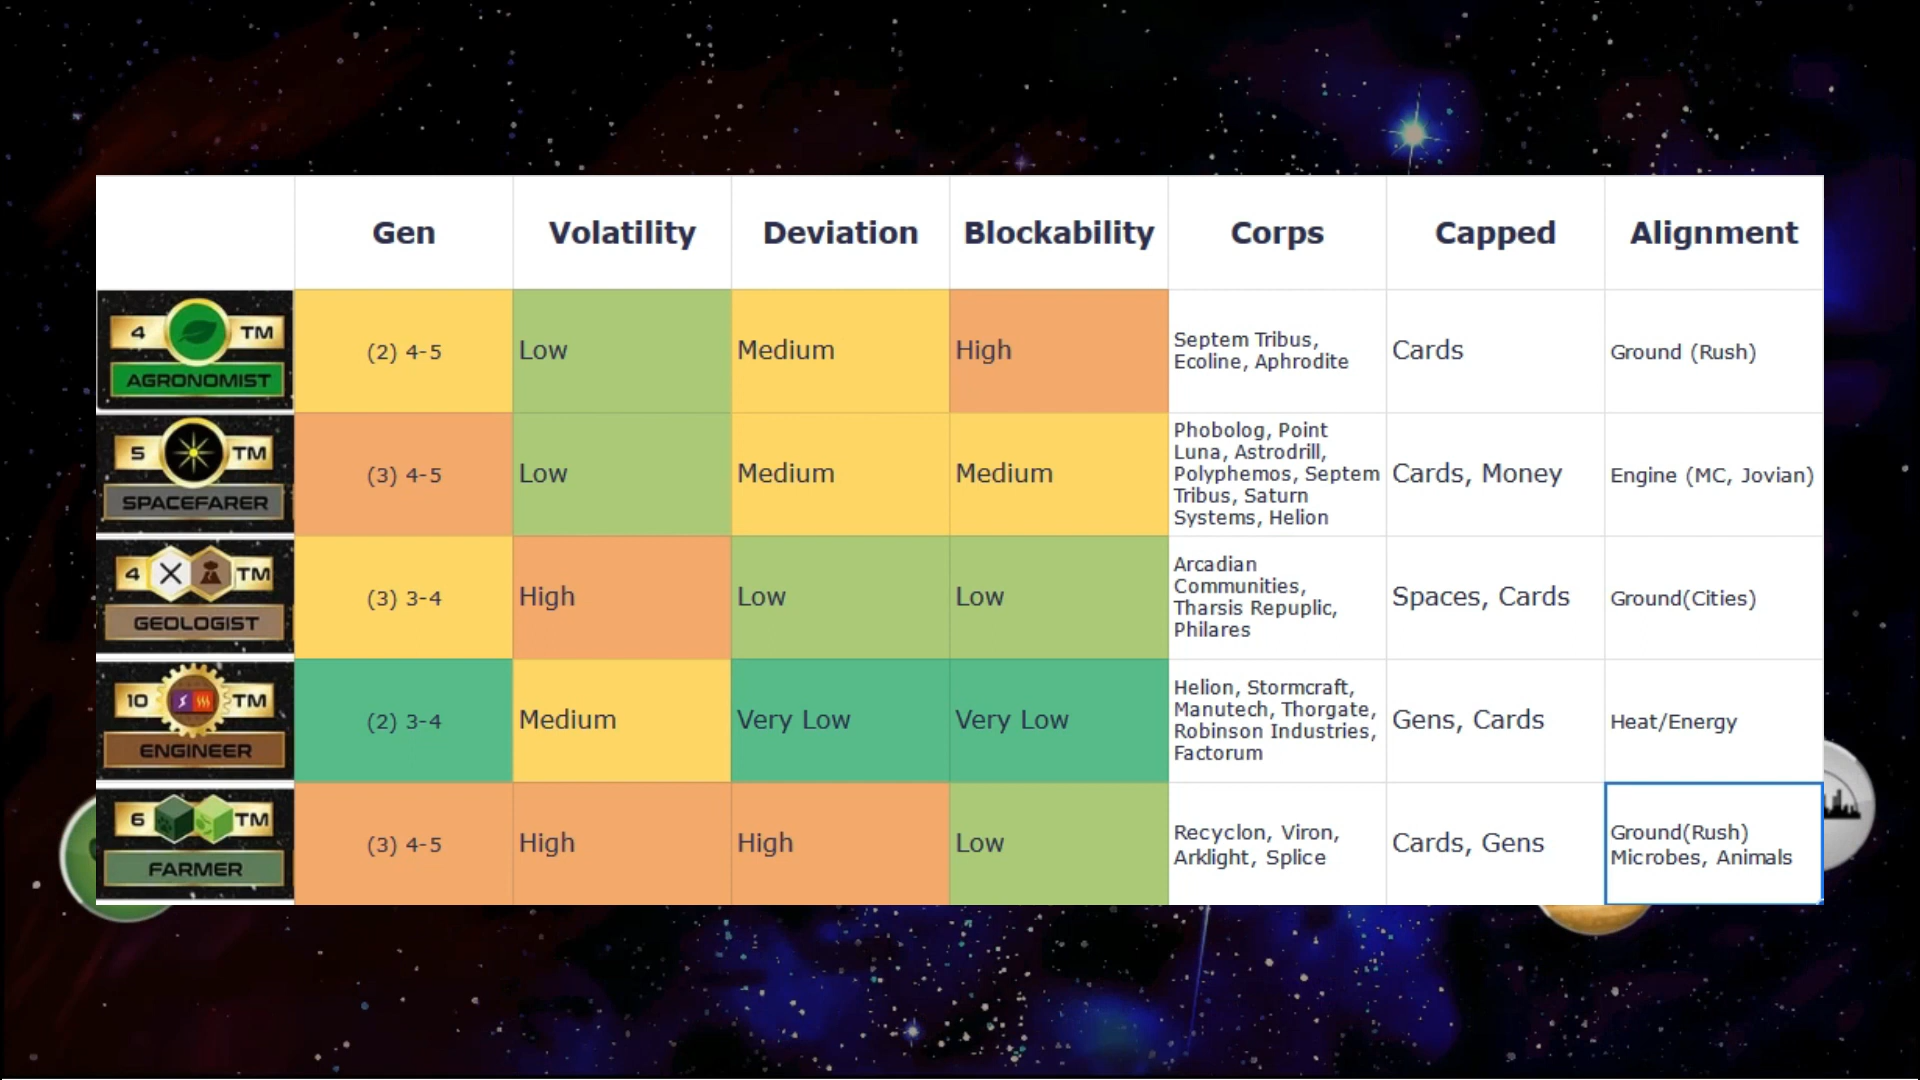 Gen Volatility Deviation Blockability Corps Capped Alignment
4 TM
AGRONOMIST
(2) 4-5
Low
Medium
High
Septem Tribus,
Ecoline, Aphrodite
Cards
Ground (Rush)
5 TM
SPACEFARER
(3) 4-5
Low
Medium
Medium
Phobolog, Point
Luna, Astrodrill,
Polyphemos, Septem
Tribus, Saturn
Systems, Helion
Cards, Money
Engine (MC, Jovian)
4 TM
GEOLOGIST
(3) 3-4
High
Low
Low
Arcadian
Communities,
Tharsis Repuplic,
Philares
Spaces, Cards
Ground(Cities)
10 TM
ENGINEER
(2) 3-4
Medium
Very Low
Very Low
Helion, Stormcraft,
Manutech, Thorgate,
Robinson Industries,
Factorum
Gens, Cards
Heat/Energy
6 TM
FARMER
(3) 4-5
High
High
Low
Recyclon, Viron,
Arklight, Splice
Cards, Gens
Ground(Rush)
Microbes, Animals